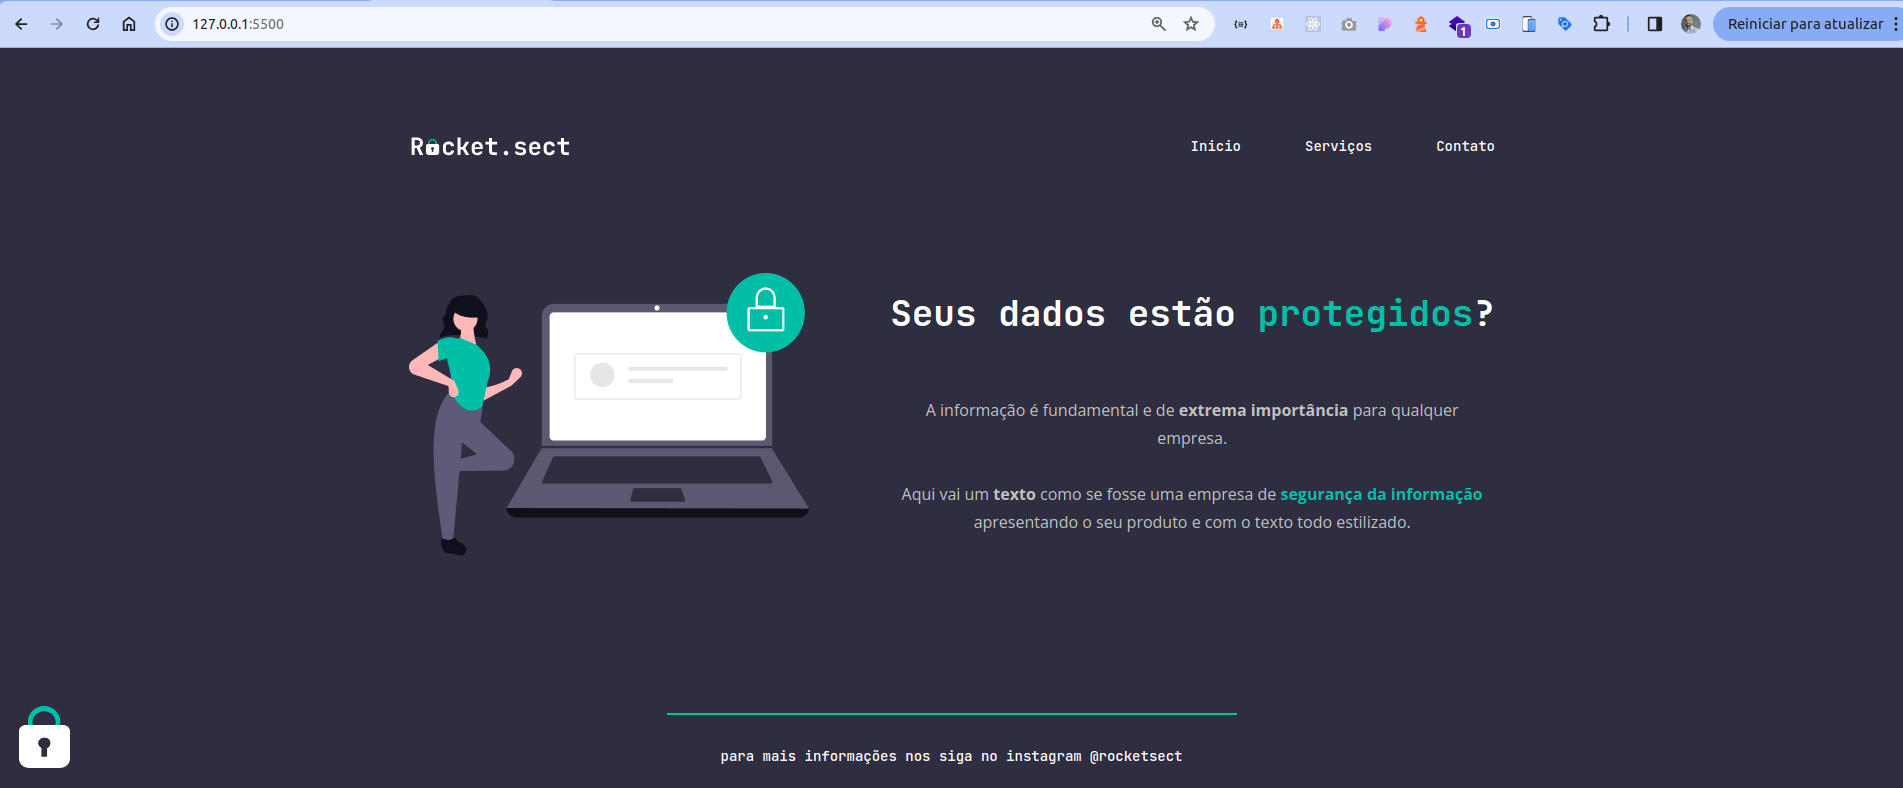 127.0.0.1:5500
1
Reiniciar para atualizar
Rocket.sect
Inicio
Serviços
Contato
Seus dados estão protegidos?
A informação é fundamental e de extrema importância para qualquer
empresa.
Aqui vai um texto como se fosse uma empresa de segurança da informação
apresentando o seu produto e com o texto todo estilizado.
para mais informações nos siga no instagram @rocketsect